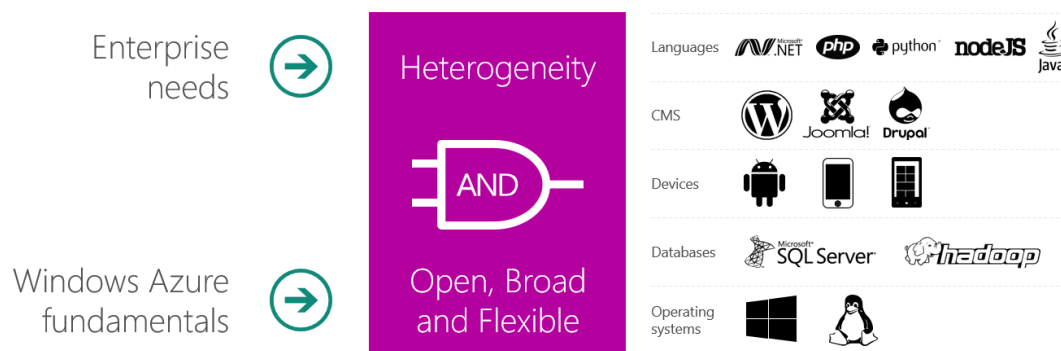 Enterprise
needs
Heterogeneity
AND
Windows Azure
fundamentals
Open, Broad
and Flexible
Languages
Microsoft
.NET
php
python
nodeJS
Java
CMS
Joomla!
Drupal
Devices
Databases
Microsoft
SQL Server
hadoop
Operating
systems